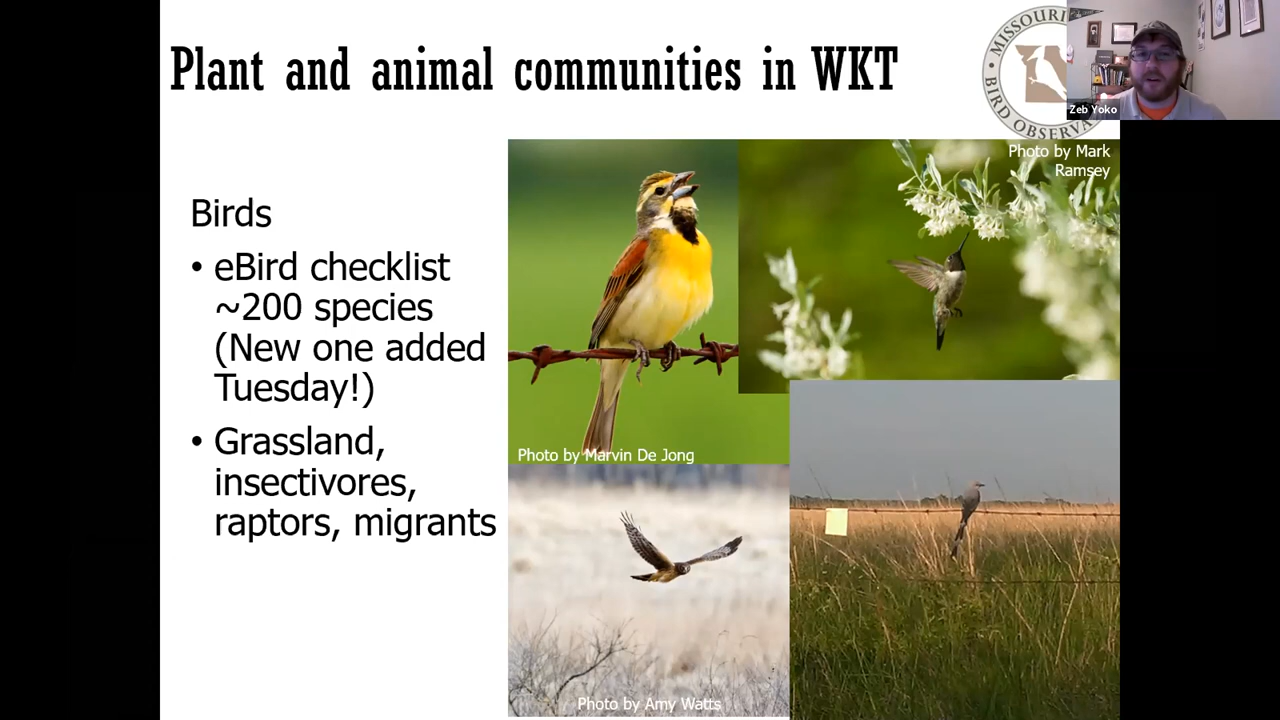 Plant and animal communities in WKT
MISSOURI
BIRD OBSERVA
Zeb Yoko
Photo by Mark
Ramsey
Birds
• eBird checklist
~200 species
(New one added
Tuesday!)
• Grassland,
insectivores,
raptors, migrants
Photo by Marvin De Jong
Photo by Amy Watts